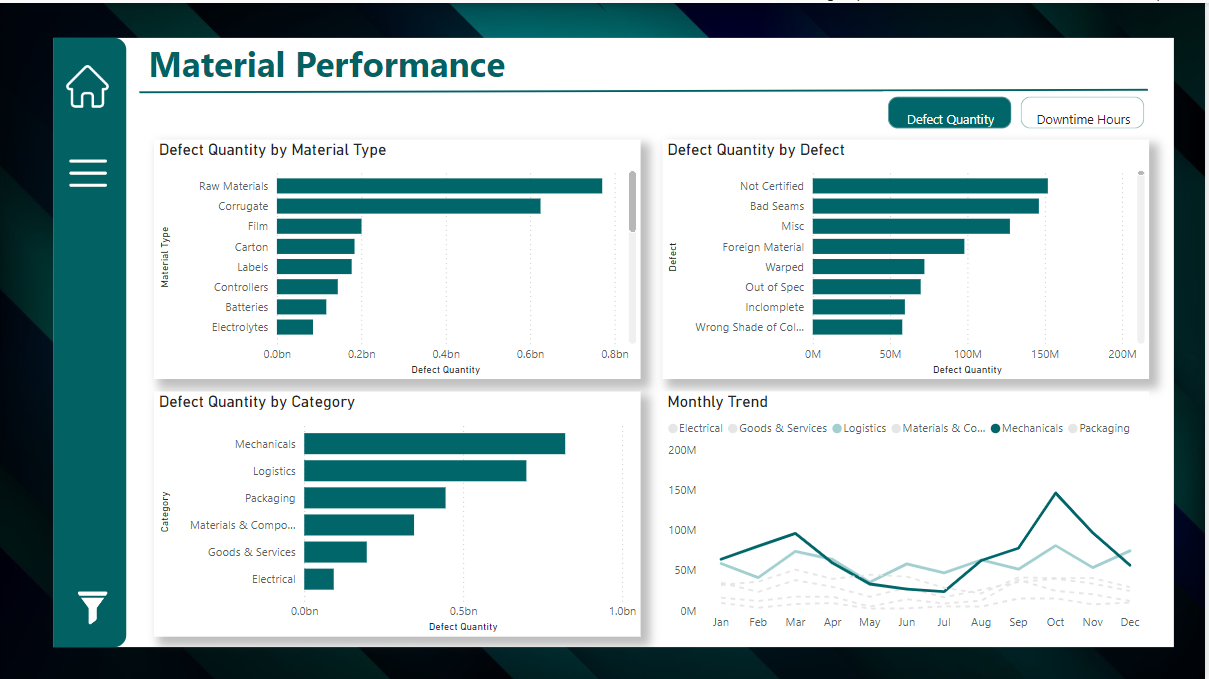 Material Performance
Defect Quantity
Downtime Hours
Defect Quantity by Material Type
Material Type
Raw Materials
Corrugate
Film
Carton
Labels
Controllers
Batteries
Electrolytes
0.0bn 0.2bn 0.4bn 0.6bn 0.8bn
Defect Quantity
Defect Quantity by Defect
Defect
Not Certified
Bad Seams
Misc
Foreign Material
Warped
Out of Spec
Inclomplete
Wrong Shade of Col...
0M 50M 100M 150M 200M
Defect Quantity
Defect Quantity by Category
Category
Mechanicals
Logistics
Packaging
Materials & Compo...
Goods & Services
Electrical
0.0bn 0.5bn 1.0bn
Defect Quantity
Monthly Trend
Electrical Goods & Services Logistics Materials & Co... Mechanicals Packaging
200M
150M
100M
50M
0M
Jan Feb Mar Apr May Jun Jul Aug Sep Oct Nov Dec